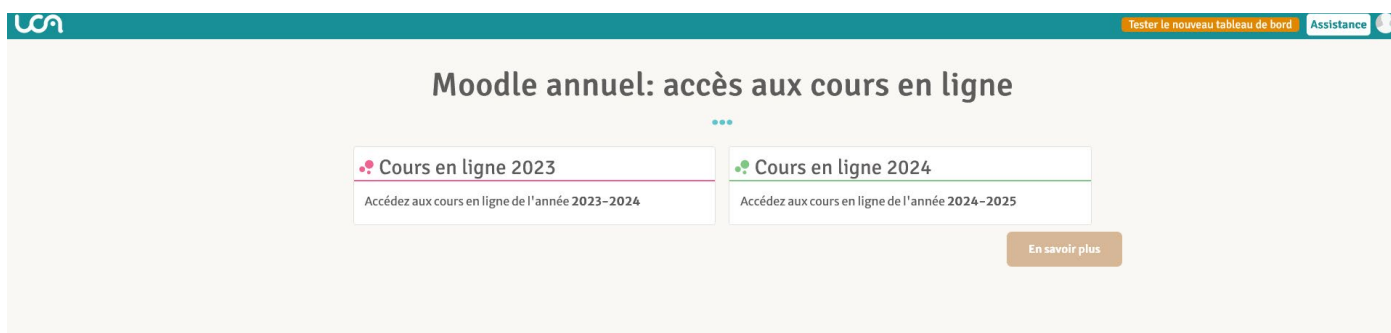 UCA
Tester le nouveau tableau de bord
Assistance
Moodle annuel: accès aux cours en ligne
Cours en ligne 2023
Accédez aux cours en ligne de l'année 2023-2024
Cours en ligne 2024
Accédez aux cours en ligne de l'année 2024-2025
En savoir plus